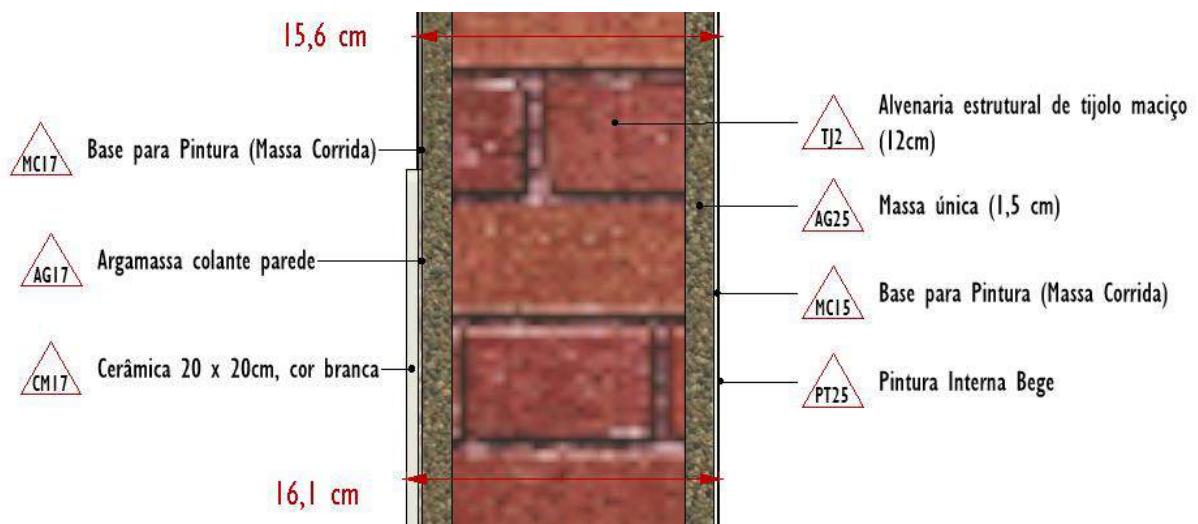 15,6 cm
MC17
Base para Pintura (Massa Corrida)
AG17
Argamassa colante parede
CM17
Cerâmica 20 x 20cm, cor branca
16,1 cm
TJ2
Alvenaria estrutural de tijolo maciço
(12cm)
AG25
Massa única (1,5 cm)
MC15
Base para Pintura (Massa Corrida)
PT25
Pintura Interna Bege